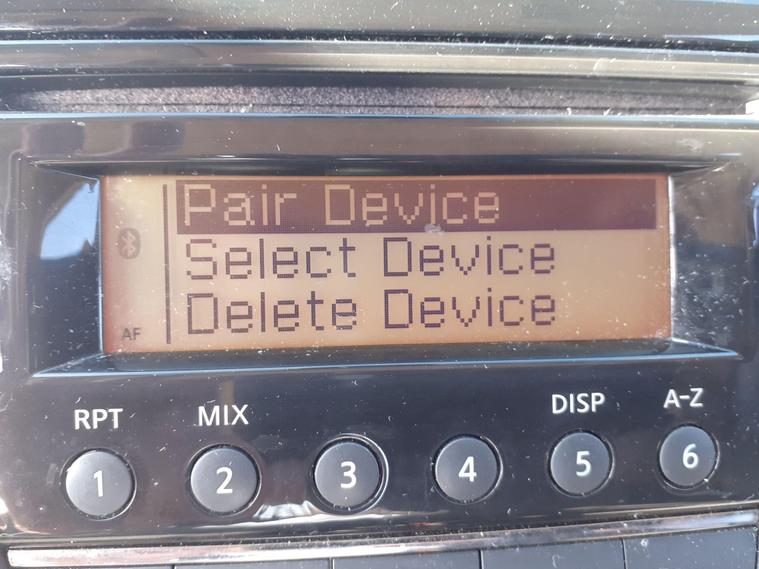 Pair Device
Select Device
Delete Device
AF
RPT MIX DISP A-Z
1 2 3 4 5 6